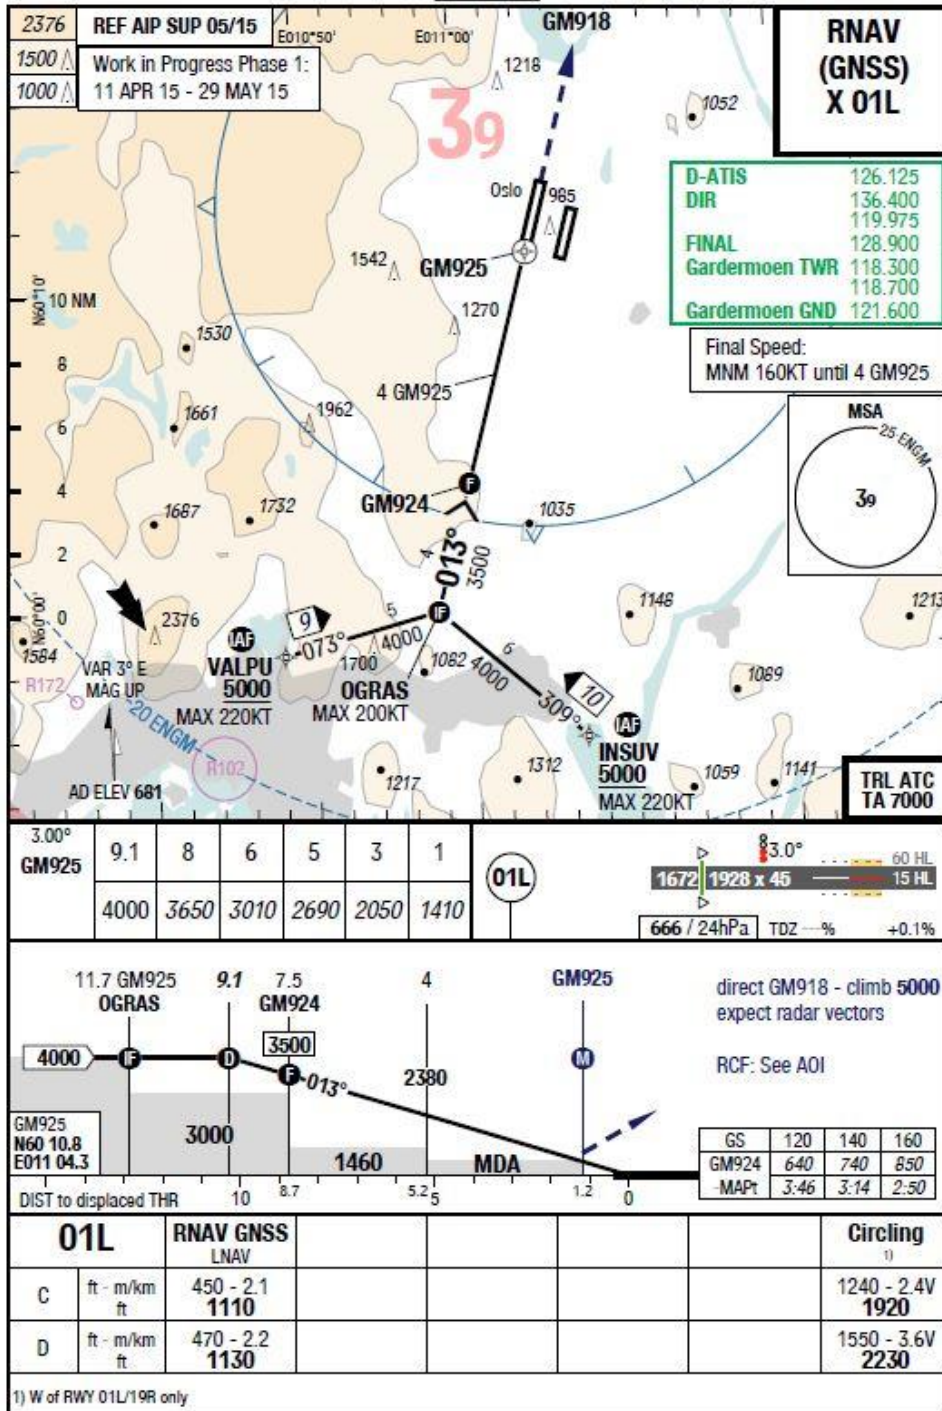 2376
REF AIP SUP 05/15
1500
1000
Work in Progress Phase 1:
11 APR 15 - 29 MAY 15
E010°50'
E011°00'
GM918
RNAV
(GNSS)
X 01L
1218
1052
39
D-ATIS 126.125
DIR 136.400
119.975
FINAL 128.900
Gardermoen TWR 118.300
118.700
Gardermoen GND 121.600
Oslo
985
GM925
1542
N60°10'
10 NM
1270
1530
Final Speed:
MNM 160KT until 4 GM925
8
4 GM925
MSA
25 ENGM
39
1661
1962
6
4
GM924
1687
1732
1035
2
4
013°
3500
N60°00'
0
2376
1584
IAF
VALPU
5000
MAX 220KT
9
073°
5
4000
IF
1700
1082
OGRAS
MAX 200KT
6
4000
309°
10
1148
1213
1089
VAR 3° E
MAG UP
R172
20 ENGM
R102
AD ELEV 681
IAF
INSUV
5000
MAX 220KT
1217
1312
1059
1141
TRL ATC
TA 7000
3.00°
GM925 9.1 8 6 5 3 1
4000 3650 3010 2690 2050 1410
01L
3.0°
60 HL
1672 1928 x 45 15 HL
666 / 24hPa TDZ ---% +0.1%
11.7 GM925 9.1 7.5 4 GM925
OGRAS GM924
direct GM918 - climb 5000
expect radar vectors
RCF: See AOI
4000 IF D 3500 M
F 013° 2380
GM925
N60 10.8
E011 04.3
3000
1460
MDA
GS 120 140 160
GM924 640 740 850
-MAPt 3:46 3:14 2:50
DIST to displaced THR 10 8.7 5.2 5 1.2 0
01L RNAV GNSS Circling
LNAV 1)
C ft - m/km 450 - 2.1 1240 - 2.4V
ft 1110 1920
D ft - m/km 470 - 2.2 1550 - 3.6V
ft 1130 2230
1) W of RWY 01L/19R only